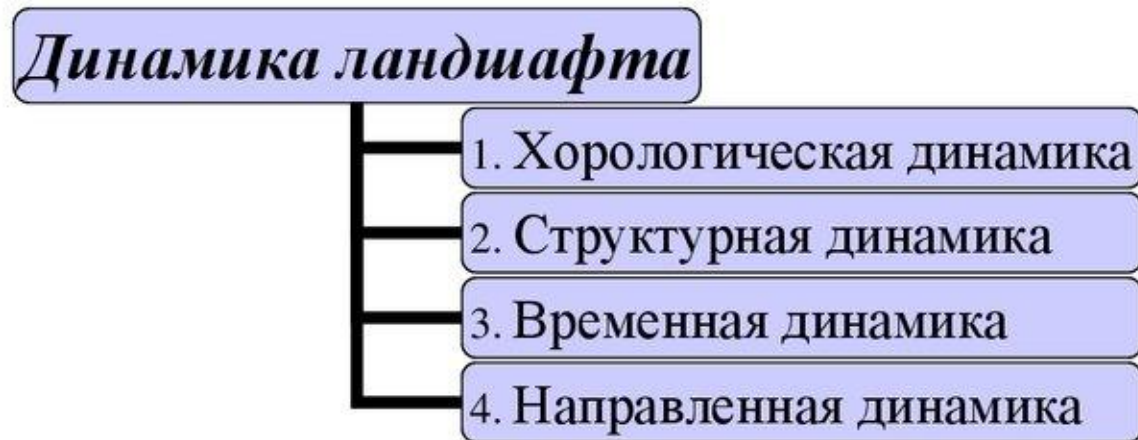 Динамика ландшафта
1. Хорологическая динамика
2. Структурная динамика
3. Временная динамика
4. Направленная динамика